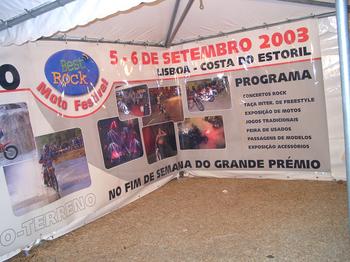 O
Best
Rock
Moto Festival
5 - 6 DE SETEMBRO 2003
LISBOA - COSTA DO ESTORIL
PROGRAMA
CONCERTOS ROCK
TAÇA INTER. DE FREESTYLE
EXPOSIÇÃO DE MOTOS
JOGOS TRADICIONAIS
FEIRA DE USADOS
PASSAGENS DE MODELOS
EXPOSIÇÃO ACESSÓRIOS
NO FIM DE SEMANA DO GRANDE PRÉMIO
O-TERRENO